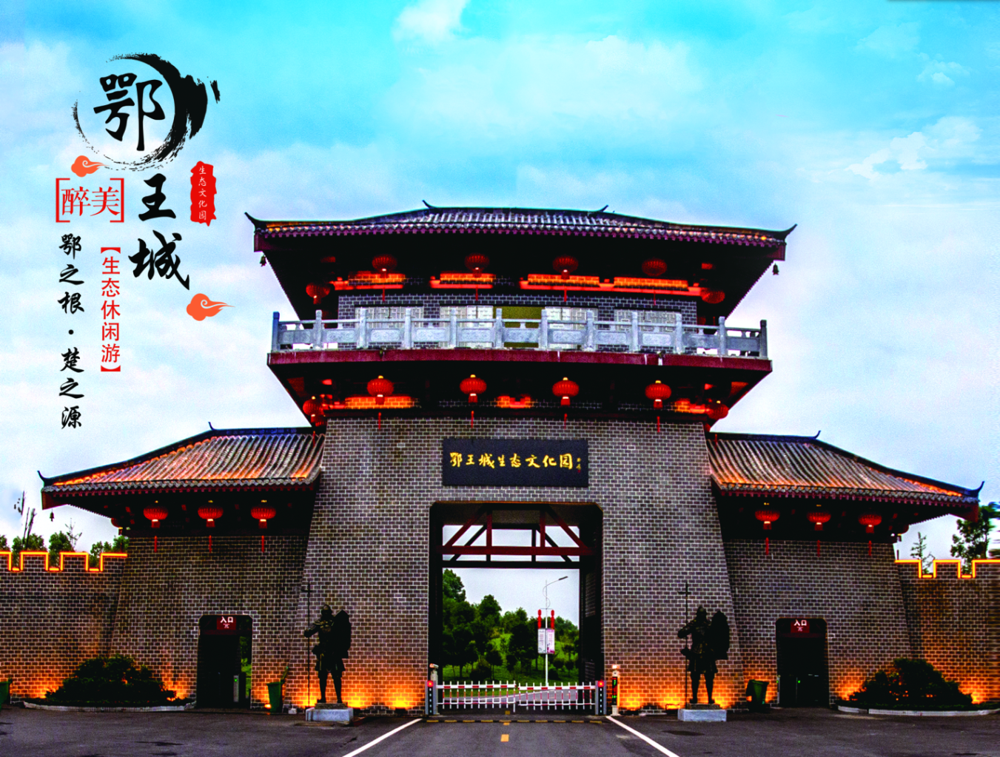 鄂王城
生态文化园
醉美
鄂之根·楚之源
【生态休闲游】
鄂王城生态文化园
入口
入口